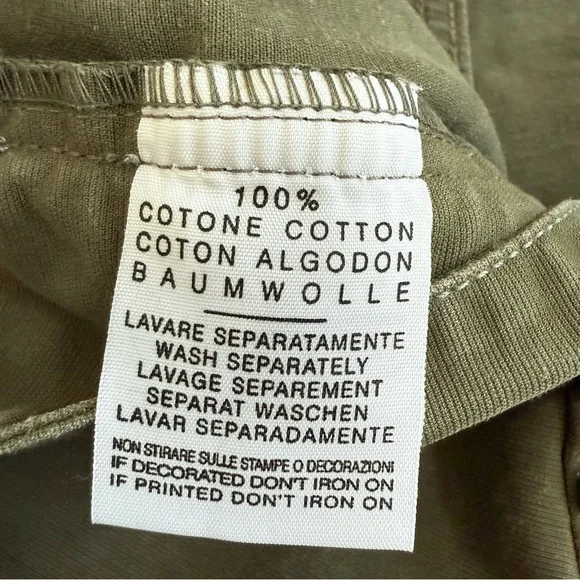 100%
COTONE COTTON
COTON ALGODON
BAUMWOLLE
LAVARE SEPARATAMENTE
WASH SEPARATELY
LAVAGE SEPAREMENT
SEPARAT WASCHEN
LAVAR SEPARADAMENTE
NON STIRARE SULLE STAMPE O DECORAZIONI
IF DECORATED DON'T IRON ON
IF PRINTED DON'T IRON ON